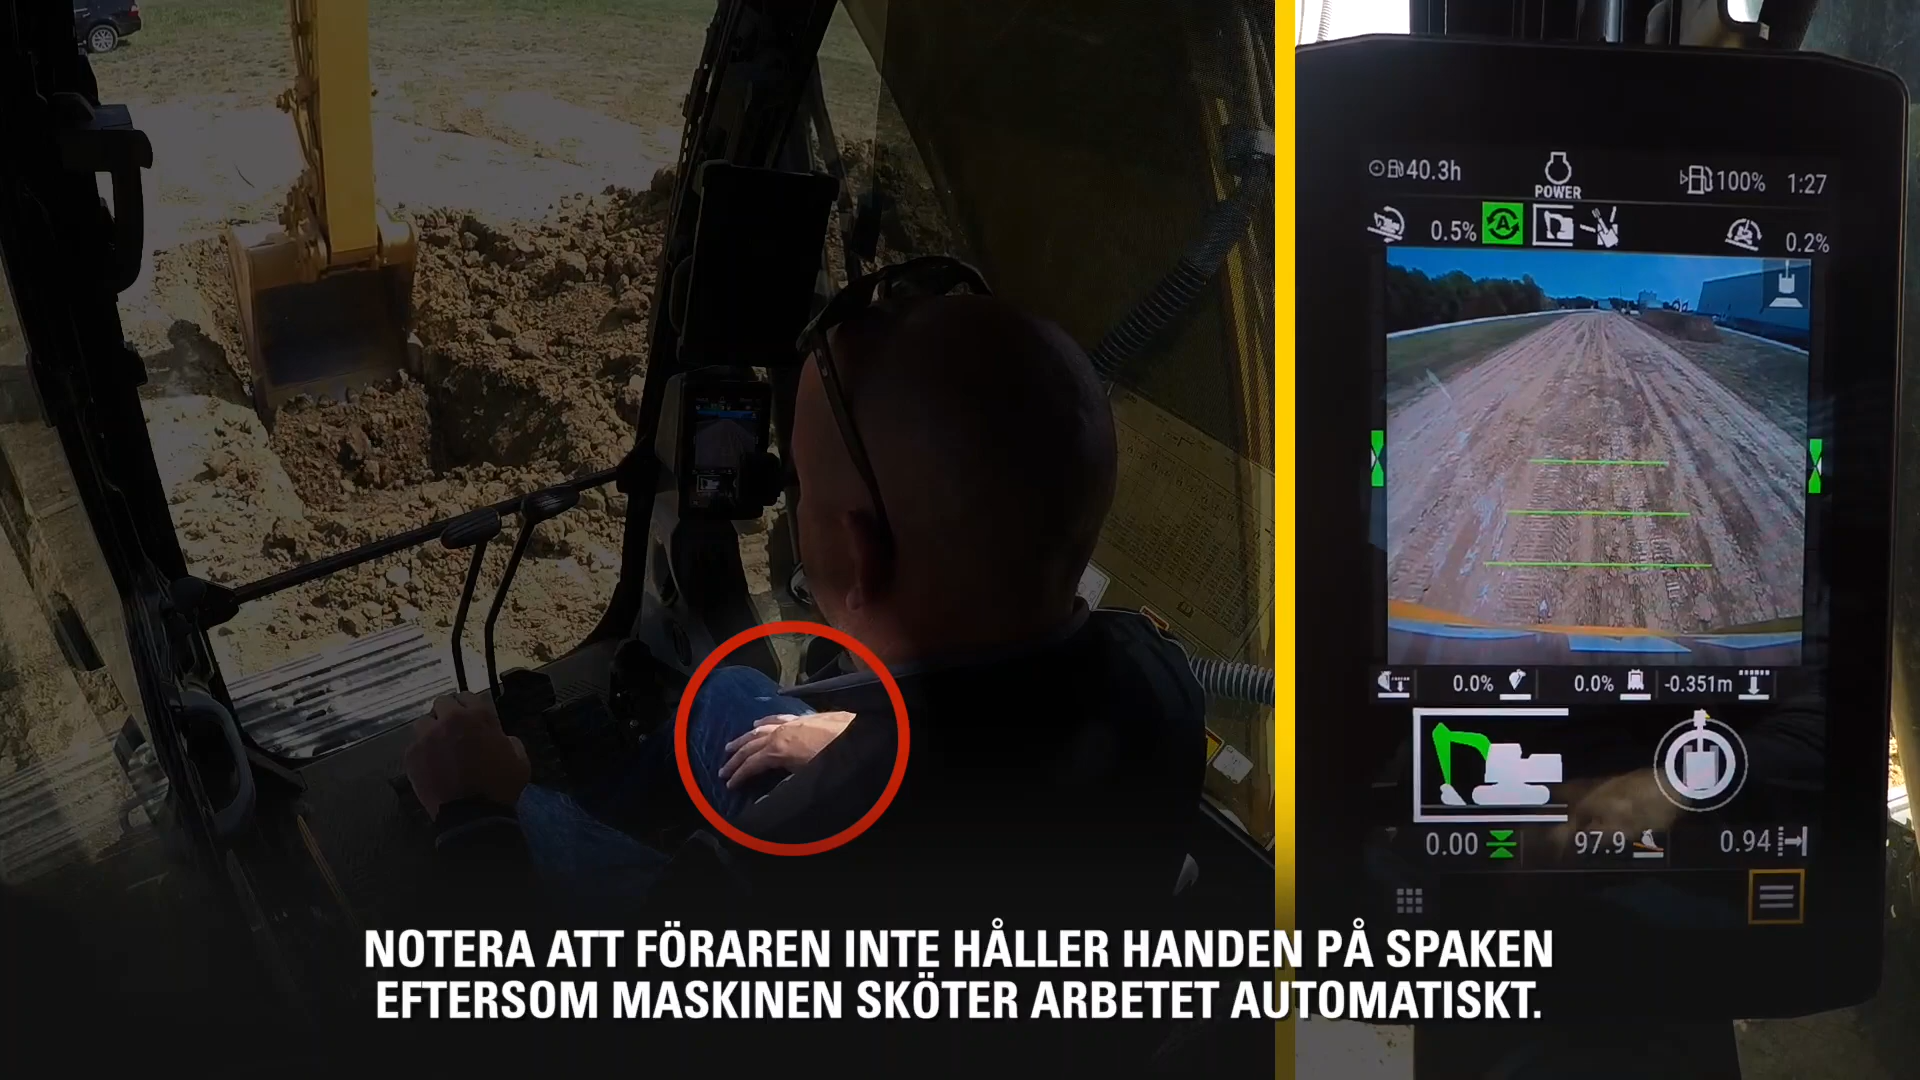 40.3h
POWER
100%
1:27
0.5%
A
0.2%
0.0%
0.0%
-0.351m
0.00
97.9
0.94
NOTERA ATT FÖRAREN INTE HÅLLER HANDEN PÅ SPAKEN
EFTERSOM MASKINEN SKÖTER ARBETET AUTOMATISKT.